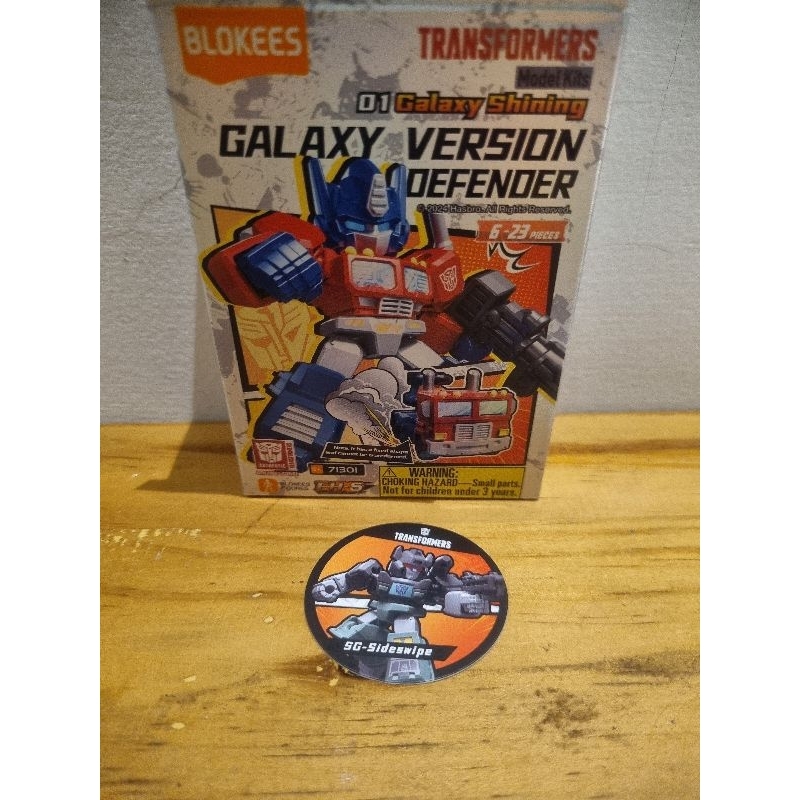 BLOKEES
TRANSFORMERS
Model Kits
01 Galaxy Shining
GALAXY VERSION
DEFENDER
© 2024 Hasbro. All Rights Reserved.
6-23 PIECES
71301
WARNING:
CHOKING HAZARD—Small parts.
Not for children under 3 years.
TRANSFORMERS
SG-Sideswipe